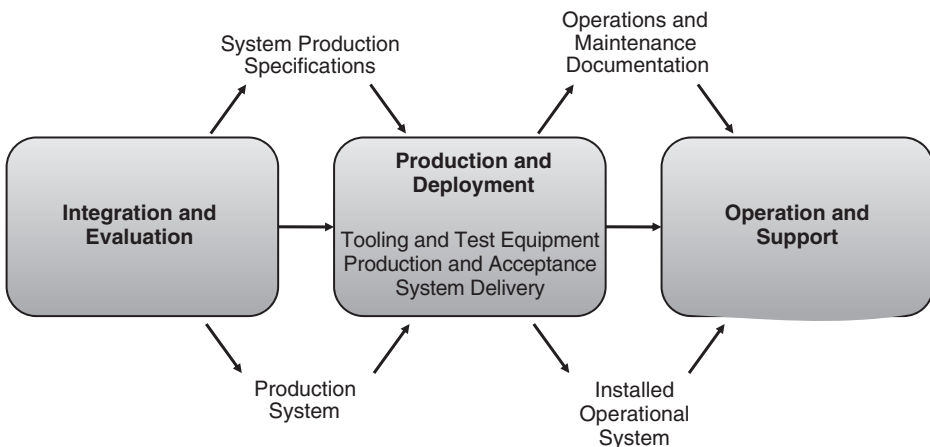 System Production
Specifications
Operations and
Maintenance
Documentation
Integration and
Evaluation
Production and
Deployment
Tooling and Test Equipment
Production and Acceptance
System Delivery
Operation and
Support
Production
System
Installed
Operational
System